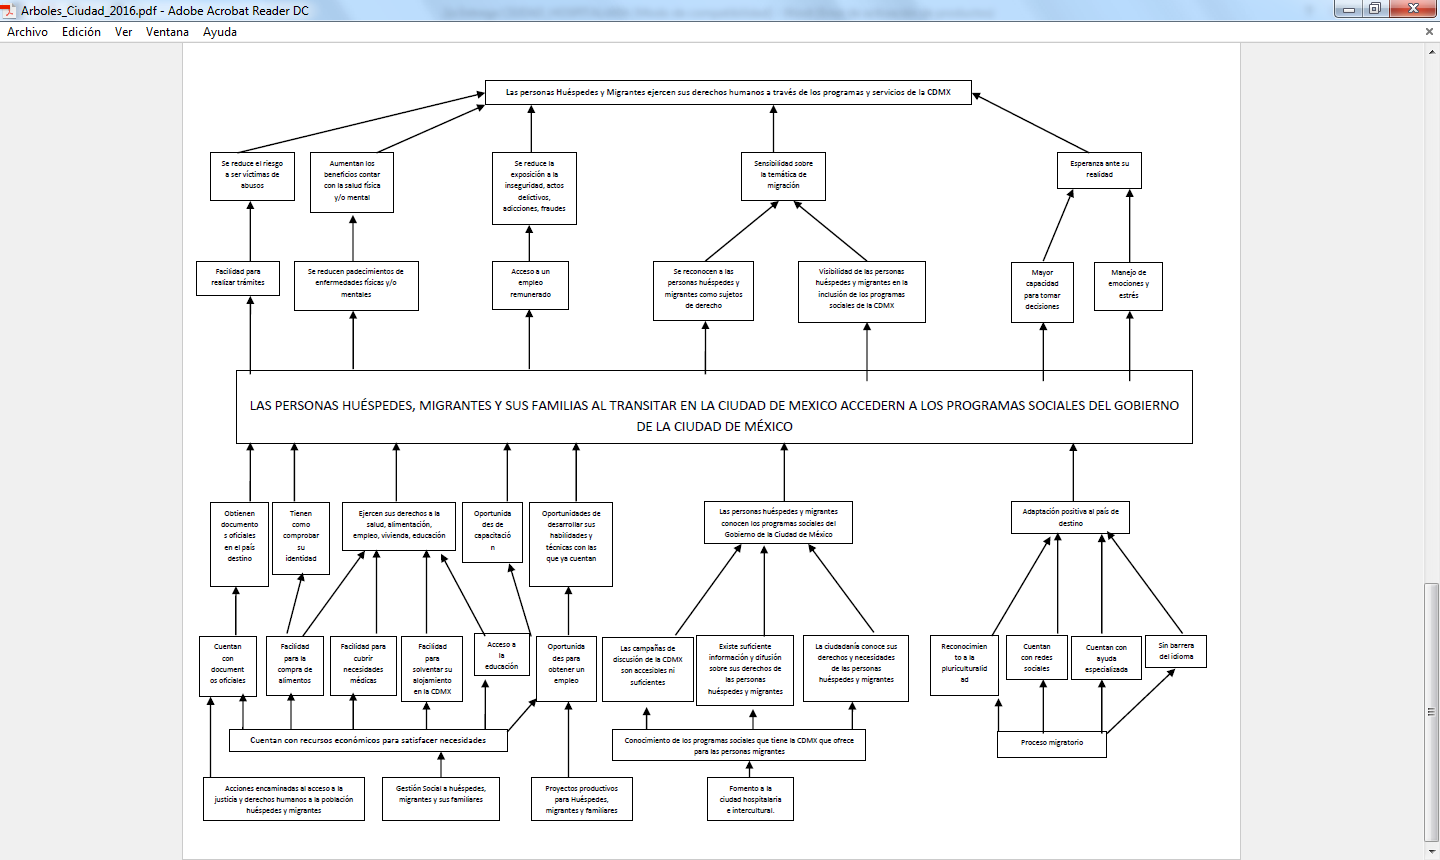 Arboles_Ciudad_2016.pdf - Adobe Acrobat Reader DC
Archivo Edición Ver Ventana Ayuda
Las personas Huéspedes y Migrantes ejercen sus derechos humanos a través de los programas y servicios de la CDMX
Se reduce el riesgo
a ser víctimas de
abusos
Aumentan los
beneficios contar
con la salud física
y/o mental
Se reduce la
exposición a la
inseguridad, actos
delictivos,
adicciones, fraudes
Sensibilidad sobre
la temática de
migración
Esperanza ante su
realidad
Facilidad para
realizar trámites
Se reducen padecimientos de
enfermedades físicas y/o
mentales
Acceso a un
empleo
remunerado
Se reconocen a las
personas huéspedes y
migrantes como sujetos
de derecho
Visibilidad de las personas
huéspedes y migrantes en la
inclusión de los programas
sociales de la CDMX
Mayor
capacidad
para tomar
decisiones
Manejo de
emociones y
estrés
LAS PERSONAS HUÉSPEDES, MIGRANTES Y SUS FAMILIAS AL TRANSITAR EN LA CIUDAD DE MEXICO ACCEDERN A LOS PROGRAMAS SOCIALES DEL GOBIERNO
DE LA CIUDAD DE MÉXICO
Obtienen
documento
s oficiales
en el país
destino
Tienen
como
comprobar
su
identidad
Ejercen sus derechos a la
salud, alimentación,
empleo, vivienda, educación
Oportunida
des de
capacitació
n
Oportunidades de
desarrollar sus
habilidades y
técnicas con las
que ya cuentan
Las personas huéspedes y migrantes
conocen los programas sociales del
Gobierno de la Ciudad de México
Adaptación positiva al país de
destino
Cuentan
con
document
os oficiales
Facilidad
para la
compra de
alimentos
Facilidad para
cubrir
necesidades
médicas
Facilidad
para
solventar su
alojamiento
en la CDMX
Acceso a
la
educación
Oportunida
des para
obtener un
empleo
Las campañas de
discusión de la CDMX
son accesibles ni
suficientes
Existe suficiente
información y difusión
sobre sus derechos de
las personas
huéspedes y migrantes
La ciudadanía conoce sus
derechos y necesidades
de las personas
huéspedes y migrantes
Reconocimien
to a la
pluriculturalid
ad
Cuentan
con redes
sociales
Cuentan con
ayuda
especializada
Sin barrera
del idioma
Cuentan con recursos económicos para satisfacer necesidades
Conocimiento de los programas sociales que tiene la CDMX que ofrece
para las personas migrantes
Proceso migratorio
Acciones encaminadas al acceso a la
justicia y derechos humanos a la población
huéspedes y migrantes
Gestión Social a huéspedes,
migrantes y sus familiares
Proyectos productivos
para Huéspedes,
migrantes y familiares
Fomento a la
ciudad hospitalaria
e intercultural.